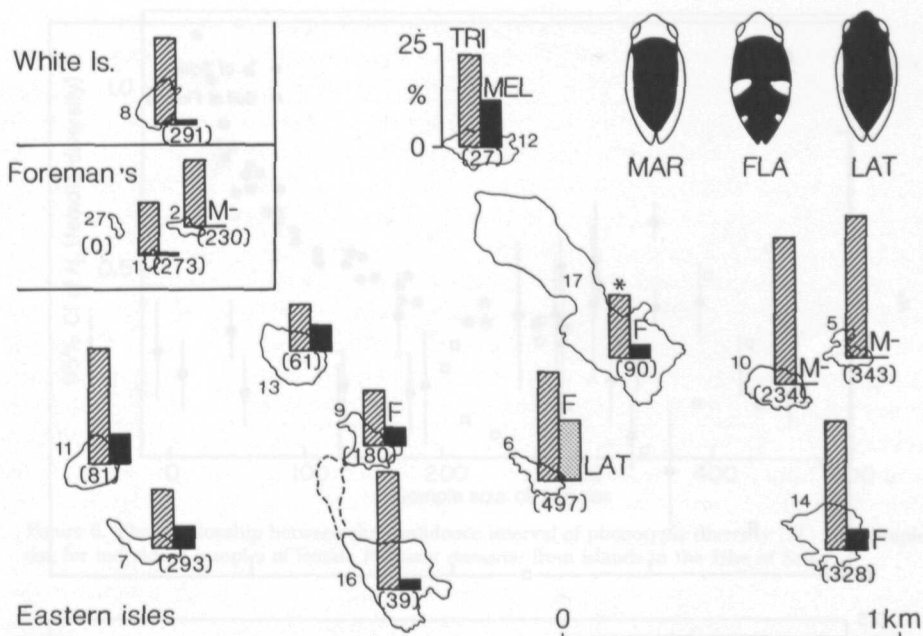 White Is.
8
(291)
Foreman's
27
(0)
2
M-
(230)
1
(273)
25
%
0
TRI
MEL
12
(27)
MAR
FLA
LAT
17
*
F
(90)
10
M-
(234)
5
M-
(343)
13
(61)
11
(81)
9
F
(180)
6
F
LAT
(497)
7
(293)
16
(39)
14
F
(328)
Eastern isles
0
1km